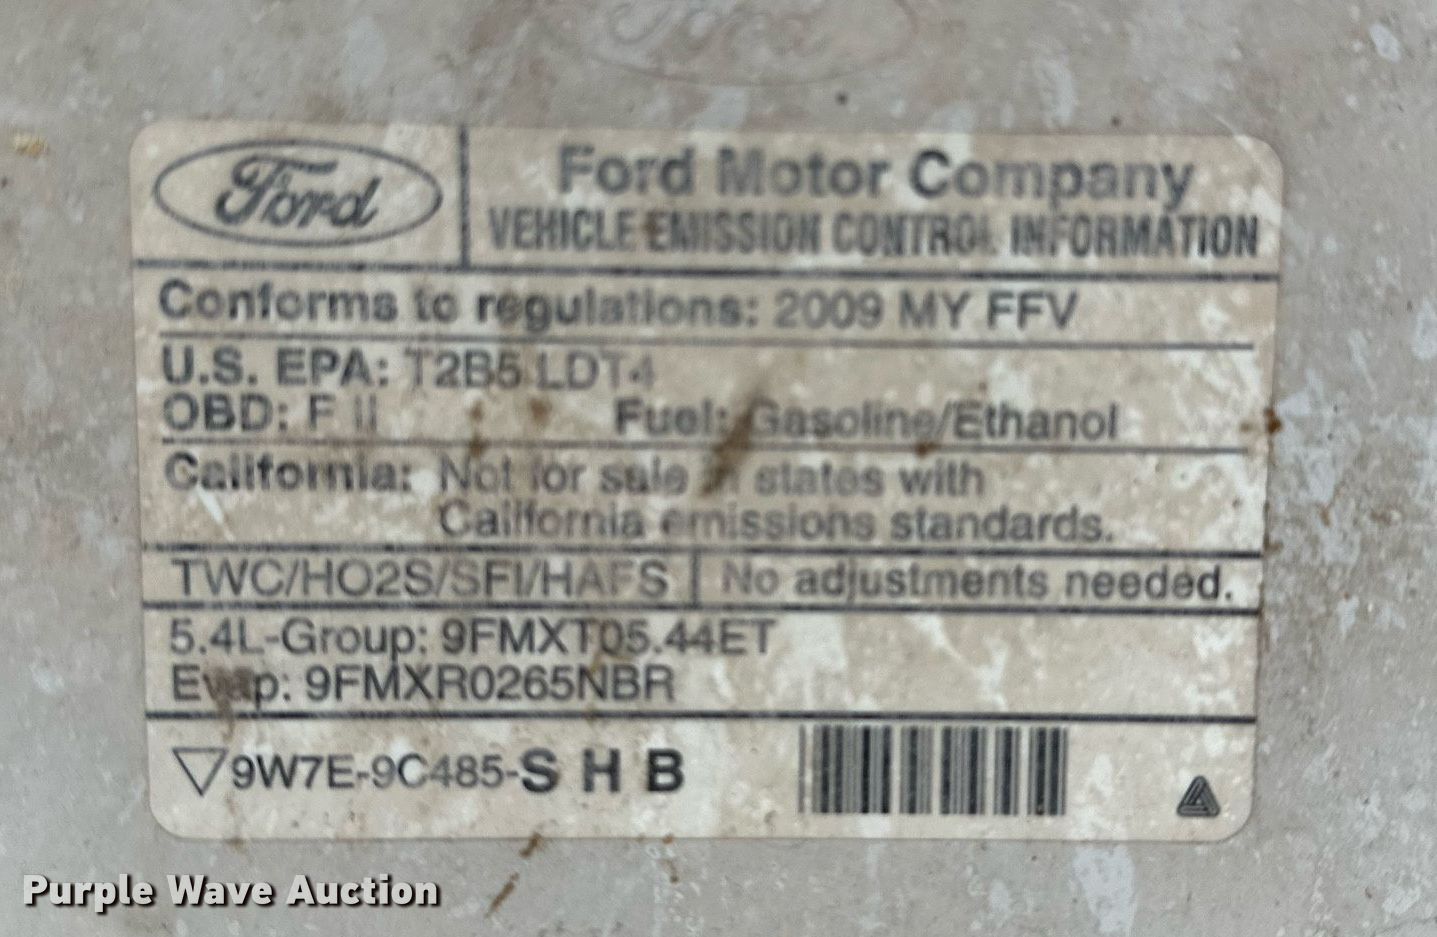 Ford
Ford
Ford Motor Company
VEHICLE EMISSION CONTROL INFORMATION
Conforms to regulations: 2009 MY FFV
U.S. EPA: T2B5 LDT4
OBD: F II Fuel: Gasoline/Ethanol
California: Not for sale in states with
California emissions standards.
TWC/HO2S/SFI/HAFS No adjustments needed.
5.4L-Group: 9FMXT05.44ET
Evap: 9FMXR0265NBR
9W7E-9C485-S H B
Purple Wave Auction